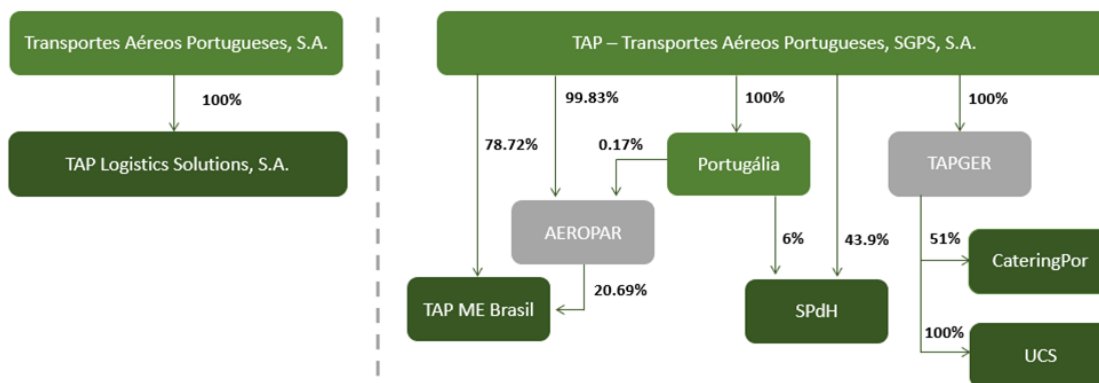 Transportes Aéreos Portugueses, S.A.
100%
TAP Logistics Solutions, S.A.
TAP – Transportes Aéreos Portugueses, SGPS, S.A.
99.83%
100%
100%
78.72%
0.17%
Portugália
TAPGER
AEROPAR
6%
43.9%
51%
CateringPor
20.69%
TAP ME Brasil
SPdH
100%
UCS